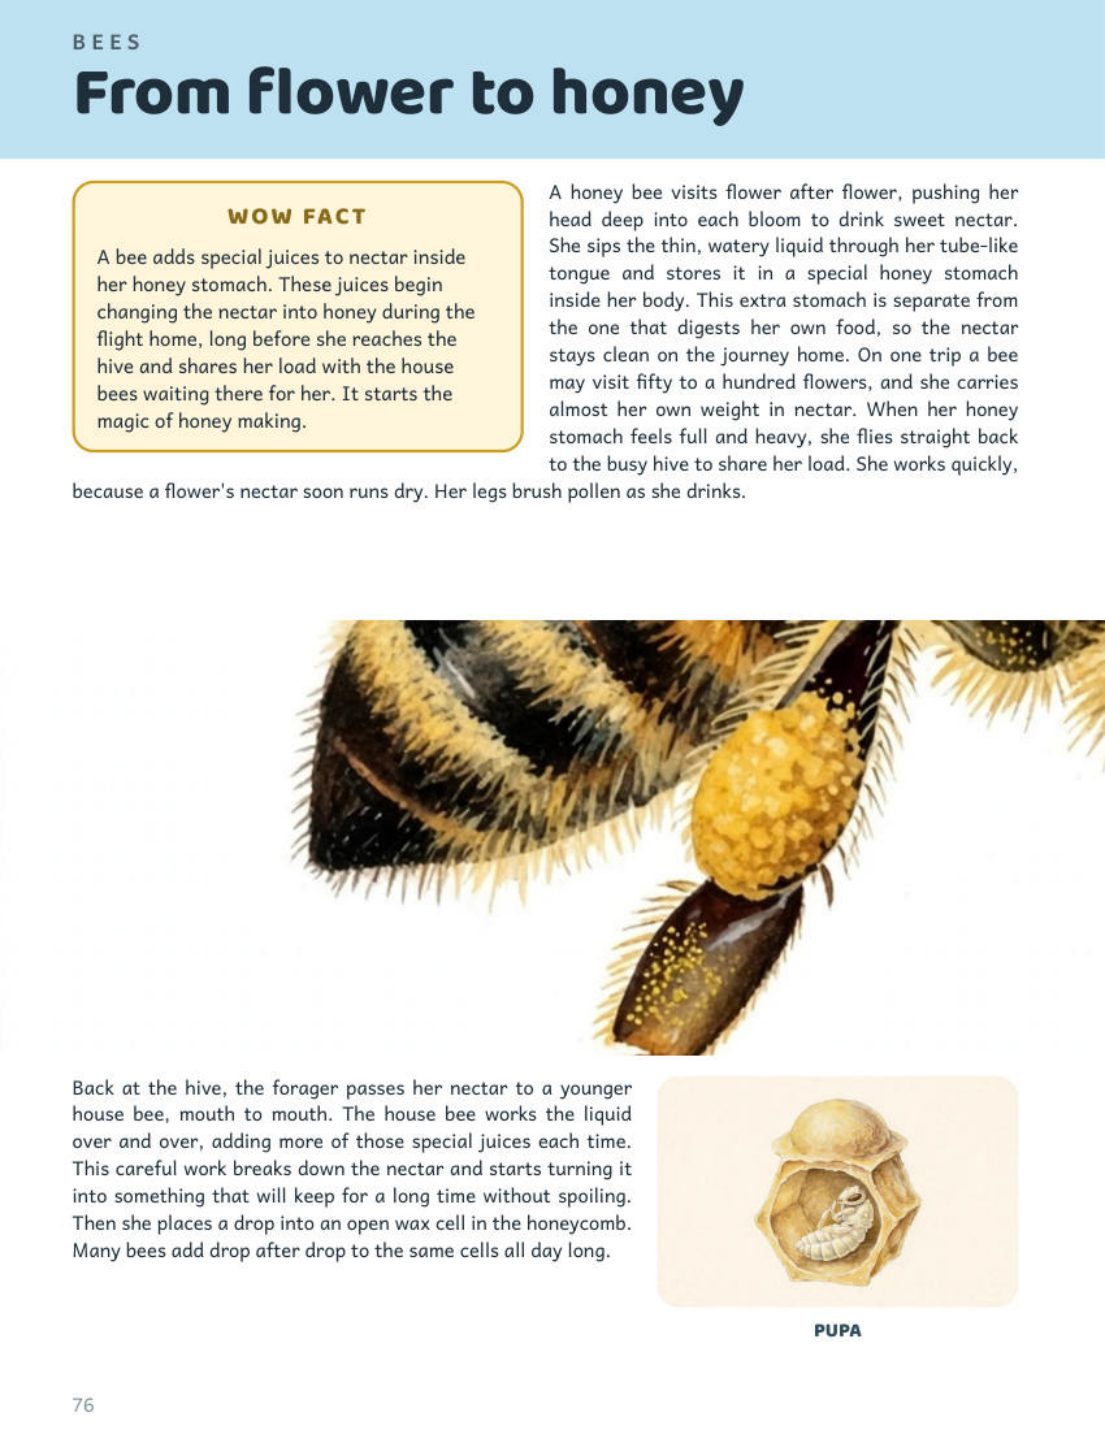 BEES
From flower to honey
WOW FACT
A bee adds special juices to nectar inside
her honey stomach. These juices begin
changing the nectar into honey during the
flight home, long before she reaches the
hive and shares her load with the house
bees waiting there for her. It starts the
magic of honey making.
A honey bee visits flower after flower, pushing her
head deep into each bloom to drink sweet nectar.
She sips the thin, watery liquid through her tube-like
tongue and stores it in a special honey stomach
inside her body. This extra stomach is separate from
the one that digests her own food, so the nectar
stays clean on the journey home. On one trip a bee
may visit fifty to a hundred flowers, and she carries
almost her own weight in nectar. When her honey
stomach feels full and heavy, she flies straight back
to the busy hive to share her load. She works quickly,
because a flower's nectar soon runs dry. Her legs brush pollen as she drinks.
Back at the hive, the forager passes her nectar to a younger
house bee, mouth to mouth. The house bee works the liquid
over and over, adding more of those special juices each time.
This careful work breaks down the nectar and starts turning it
into something that will keep for a long time without spoiling.
Then she places a drop into an open wax cell in the honeycomb.
Many bees add drop after drop to the same cells all day long.
PUPA
76